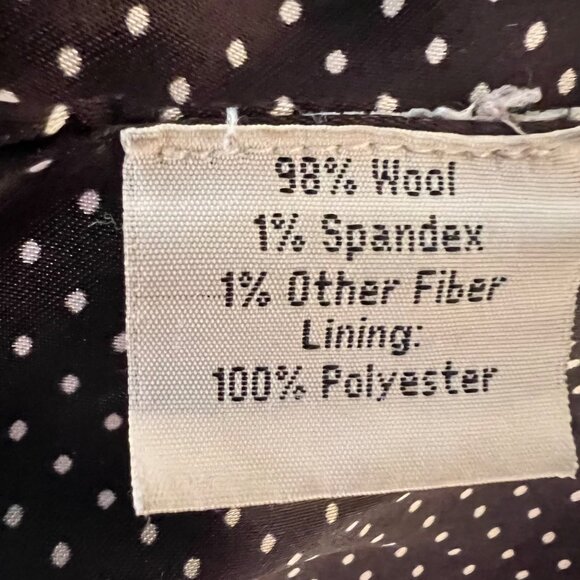 98% Wool
1% Spandex
1% Other Fiber
Lining:
100% Polyester